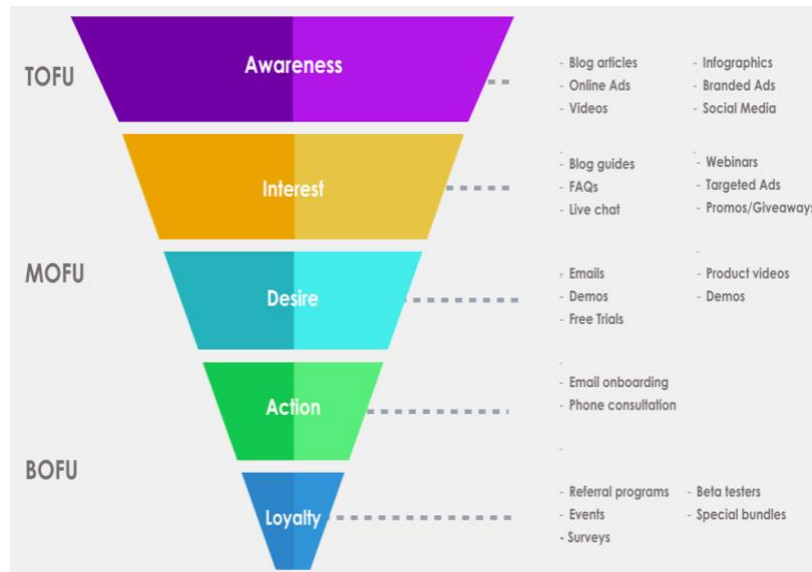 TOFU
Awareness
- Blog articles
- Online Ads
- Videos
- Infographics
- Branded Ads
- Social Media
Interest
- Blog guides
- FAQs
- Live chat
- Webinars
- Targeted Ads
- Promos/Giveaways
MOFU
Desire
- Emails
- Demos
- Free Trials
- Product videos
- Demos
Action
- Email onboarding
- Phone consultation
BOFU
Loyalty
- Referral programs
- Events
- Surveys
- Beta testers
- Special bundles